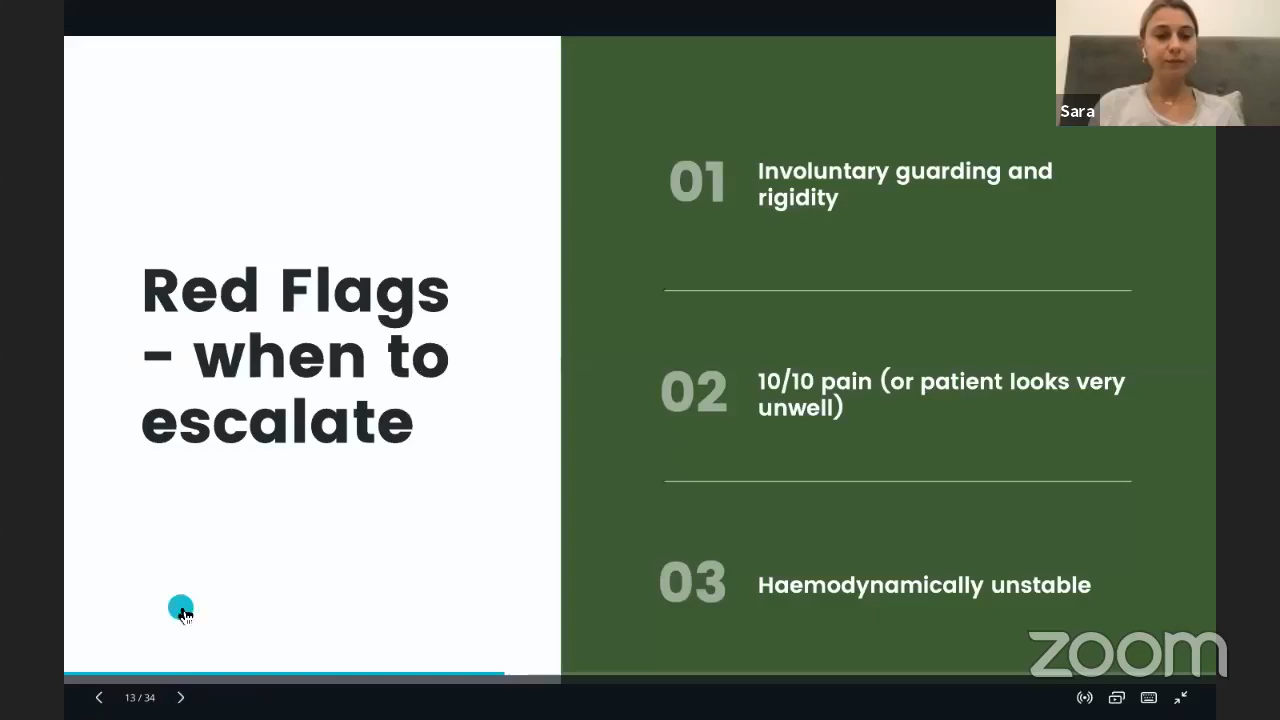 Sara
Red Flags
- when to
escalate
01
Involuntary guarding and
rigidity
02
10/10 pain (or patient looks very
unwell)
03
Haemodynamically unstable
zoom
13 / 34